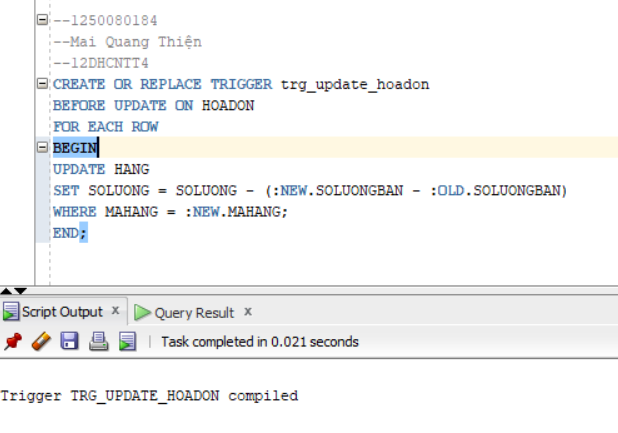 --1250080184
--Mai Quang Thiện
--12DHCNTT4
CREATE OR REPLACE TRIGGER trg_update_hoadon
BEFORE UPDATE ON HOADON
FOR EACH ROW
BEGIN
UPDATE HANG
SET SOLUONG = SOLUONG - (:NEW.SOLUONGBAN - :OLD.SOLUONGBAN)
WHERE MAHANG = :NEW.MAHANG;
END;
Script Output x Query Result x
Task completed in 0.021 seconds
Trigger TRG_UPDATE_HOADON compiled